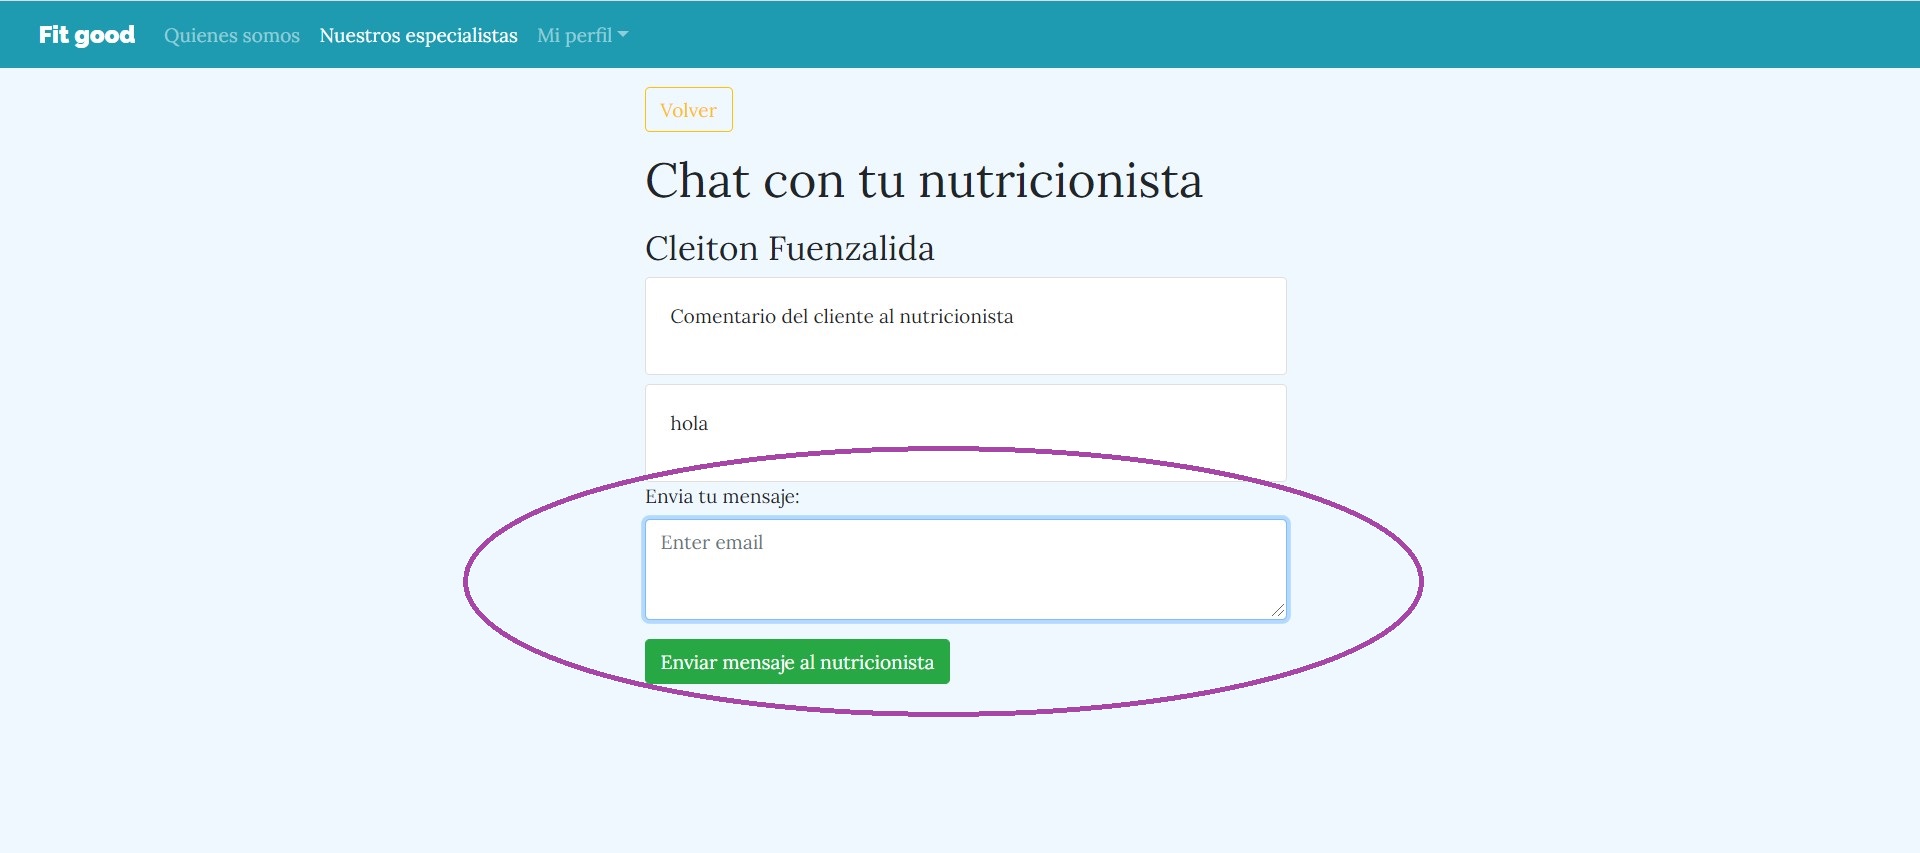 Fit good Quienes somos Nuestros especialistas Mi perfil
Volver
Chat con tu nutricionista
Cleiton Fuenzalida
Comentario del cliente al nutricionista
hola
Envia tu mensaje:
Enter email
Enviar mensaje al nutricionista